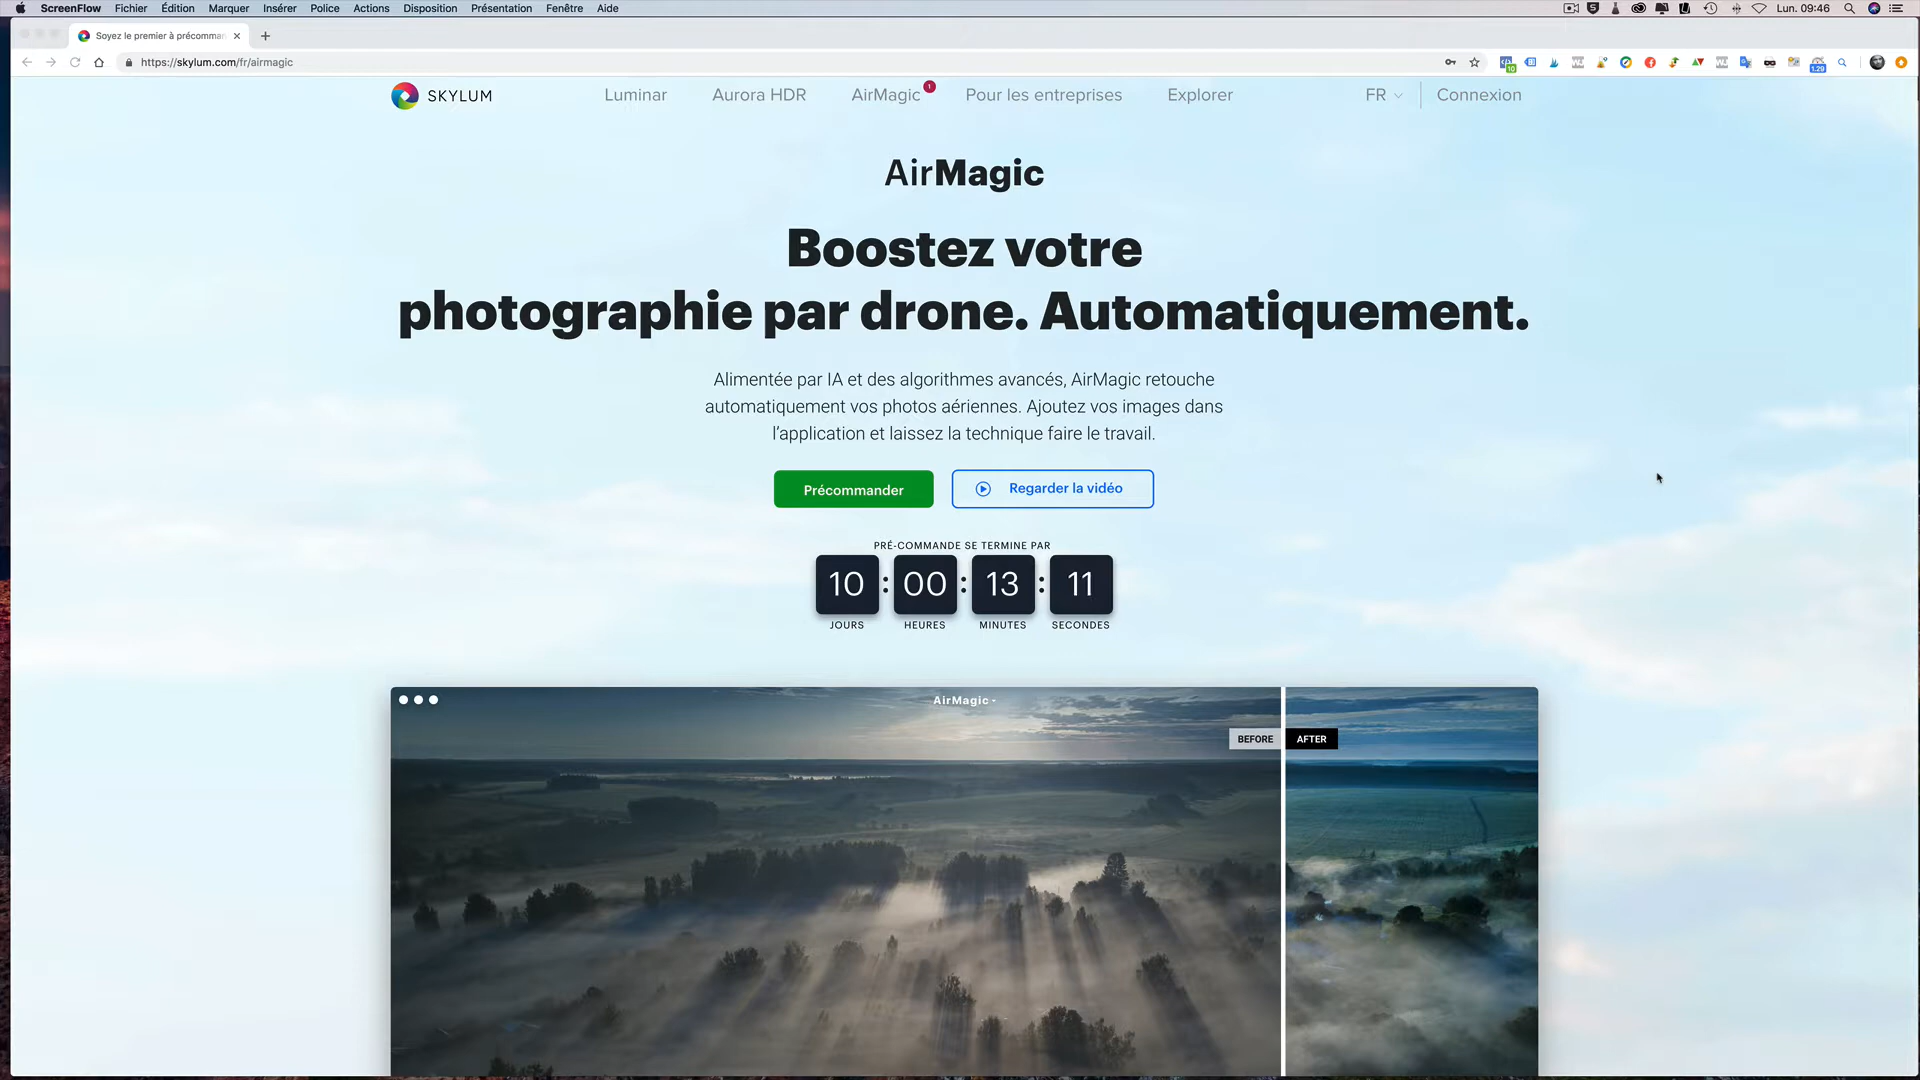 ScreenFlow Fichier Édition Marquer Insérer Police Actions Disposition Présentation Fenêtre Aide
Lun. 09:46
Soyez le premier à précomman
https://skylum.com/fr/airmagic
10
1.29
SKYLUM
Luminar
Aurora HDR
AirMagic
1
Pour les entreprises
Explorer
FR
Connexion
AirMagic
Boostez votre
photographie par drone. Automatiquement.
Alimentée par IA et des algorithmes avancés, AirMagic retouche
automatiquement vos photos aériennes. Ajoutez vos images dans
l'application et laissez la technique faire le travail.
Précommander
Regarder la vidéo
PRÉ-COMMANDE SE TERMINE PAR
10 : 00 : 13 : 11
JOURS HEURES MINUTES SECONDES
AirMagic
BEFORE AFTER